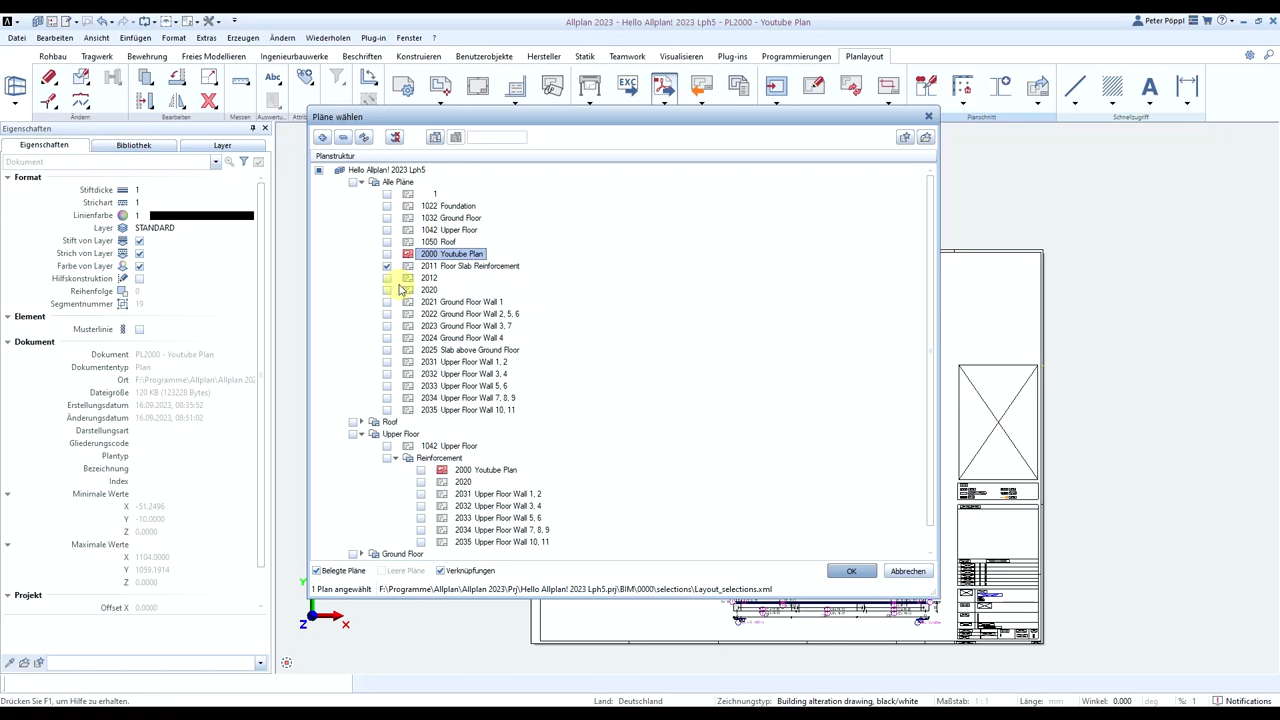 Allplan 2023 - Hello Allplan! 2023 Lph5 - PL2000 - Youtube Plan
Peter Pöppl
Datei Bearbeiten Ansicht Einfügen Format Extras Erzeugen Ändern Wiederholen Plug-in Fenster ?
Rohbau Tragwerk Bewehrung Freies Modellieren Ingenieurbauwerke Beschriften Konstruieren Benutzerobjekte Hersteller Statik Teamwork Visualisieren Plug-ins Programmierungen Planlayout
Abc
EXC
A
Ändern Bearbeiten Messen Auswertu... Planschnitt Schnellzugriff
Eigenschaften
Eigenschaften Bibliothek Layer
Dokument
Format
Stiftdicke 1
Strichart 1
Linienfarbe 1
Layer STANDARD
Stift von Layer
Strich von Layer
Farbe von Layer
Hilfskonstruktion
Reihenfolge 0
Segmentnummer 19
Element
Musterlinie
Dokument
Dokument PL2000 - Youtube Plan
Dokumententyp Plan
Ort F:\Programme\Allplan\Allplan 202
Dateigröße 120 KB (123228 Bytes)
Erstellungsdatum 16.09.2023, 08:35:52
Änderungsdatum 16.09.2023, 08:51:02
Darstellungsart
Gliederungscode
Plantyp
Bezeichnung
Index
Minimale Werte
X -51.2496
Y -10.0000
Z 0.0000
Maximale Werte
X 1104.0000
Y 1059.1914
Z 0.0000
Projekt
Offset X 0.0000
Pläne wählen
Planstruktur
Hello Allplan! 2023 Lph5
Alle Pläne
1
1022 Foundation
1032 Ground Floor
1042 Upper Floor
1050 Roof
2000 Youtube Plan
2011 Floor Slab Reinforcement
2012
2020
2021 Ground Floor Wall 1
2022 Ground Floor Wall 2, 5, 6
2023 Ground Floor Wall 3, 7
2024 Ground Floor Wall 4
2025 Slab above Ground Floor
2031 Upper Floor Wall 1, 2
2032 Upper Floor Wall 3, 4
2033 Upper Floor Wall 5, 6
2034 Upper Floor Wall 7, 8, 9
2035 Upper Floor Wall 10, 11
Roof
Upper Floor
1042 Upper Floor
Reinforcement
2000 Youtube Plan
2020
2031 Upper Floor Wall 1, 2
2032 Upper Floor Wall 3, 4
2033 Upper Floor Wall 5, 6
2034 Upper Floor Wall 7, 8, 9
2035 Upper Floor Wall 10, 11
Ground Floor
Belegte Pläne Leere Pläne Verknüpfungen OK Abbrechen
1 Plan angewählt F:\Programme\Allplan\Allplan 2023\Prj\Hello Allplan! 2023 Lph5.prj\BIM\0000\selections\Layout_selections.xml
Y
Z X
Drücken Sie F1, um Hilfe zu erhalten. Land: Deutschland Zeichnungstyp: Building alteration drawing, black/white Maßstab: 1:1 Länge: mm Winkel: 0.000 %: 1 Notifications